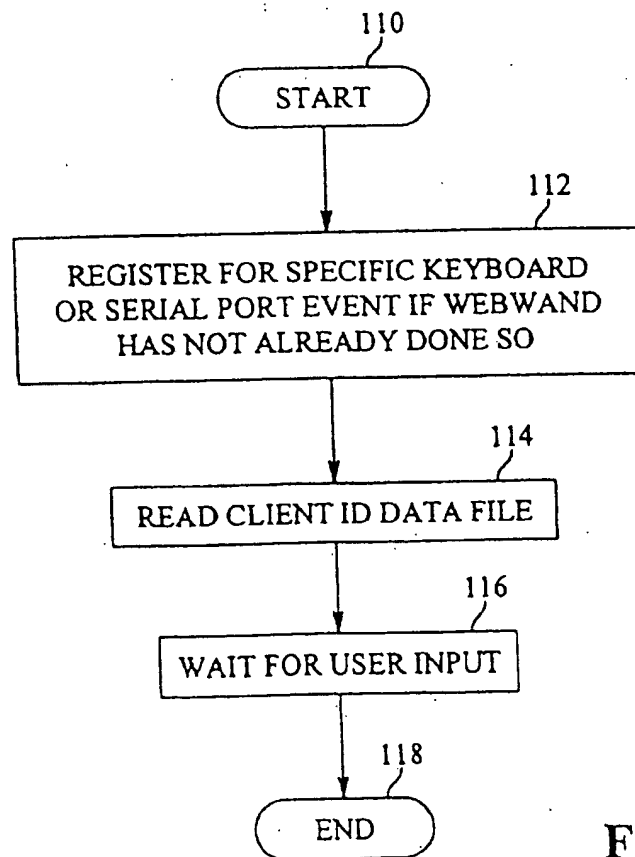 110
START
112
REGISTER FOR SPECIFIC KEYBOARD
OR SERIAL PORT EVENT IF WEBWAND
HAS NOT ALREADY DONE SO
114
READ CLIENT ID DATA FILE
116
WAIT FOR USER INPUT
118
END
F